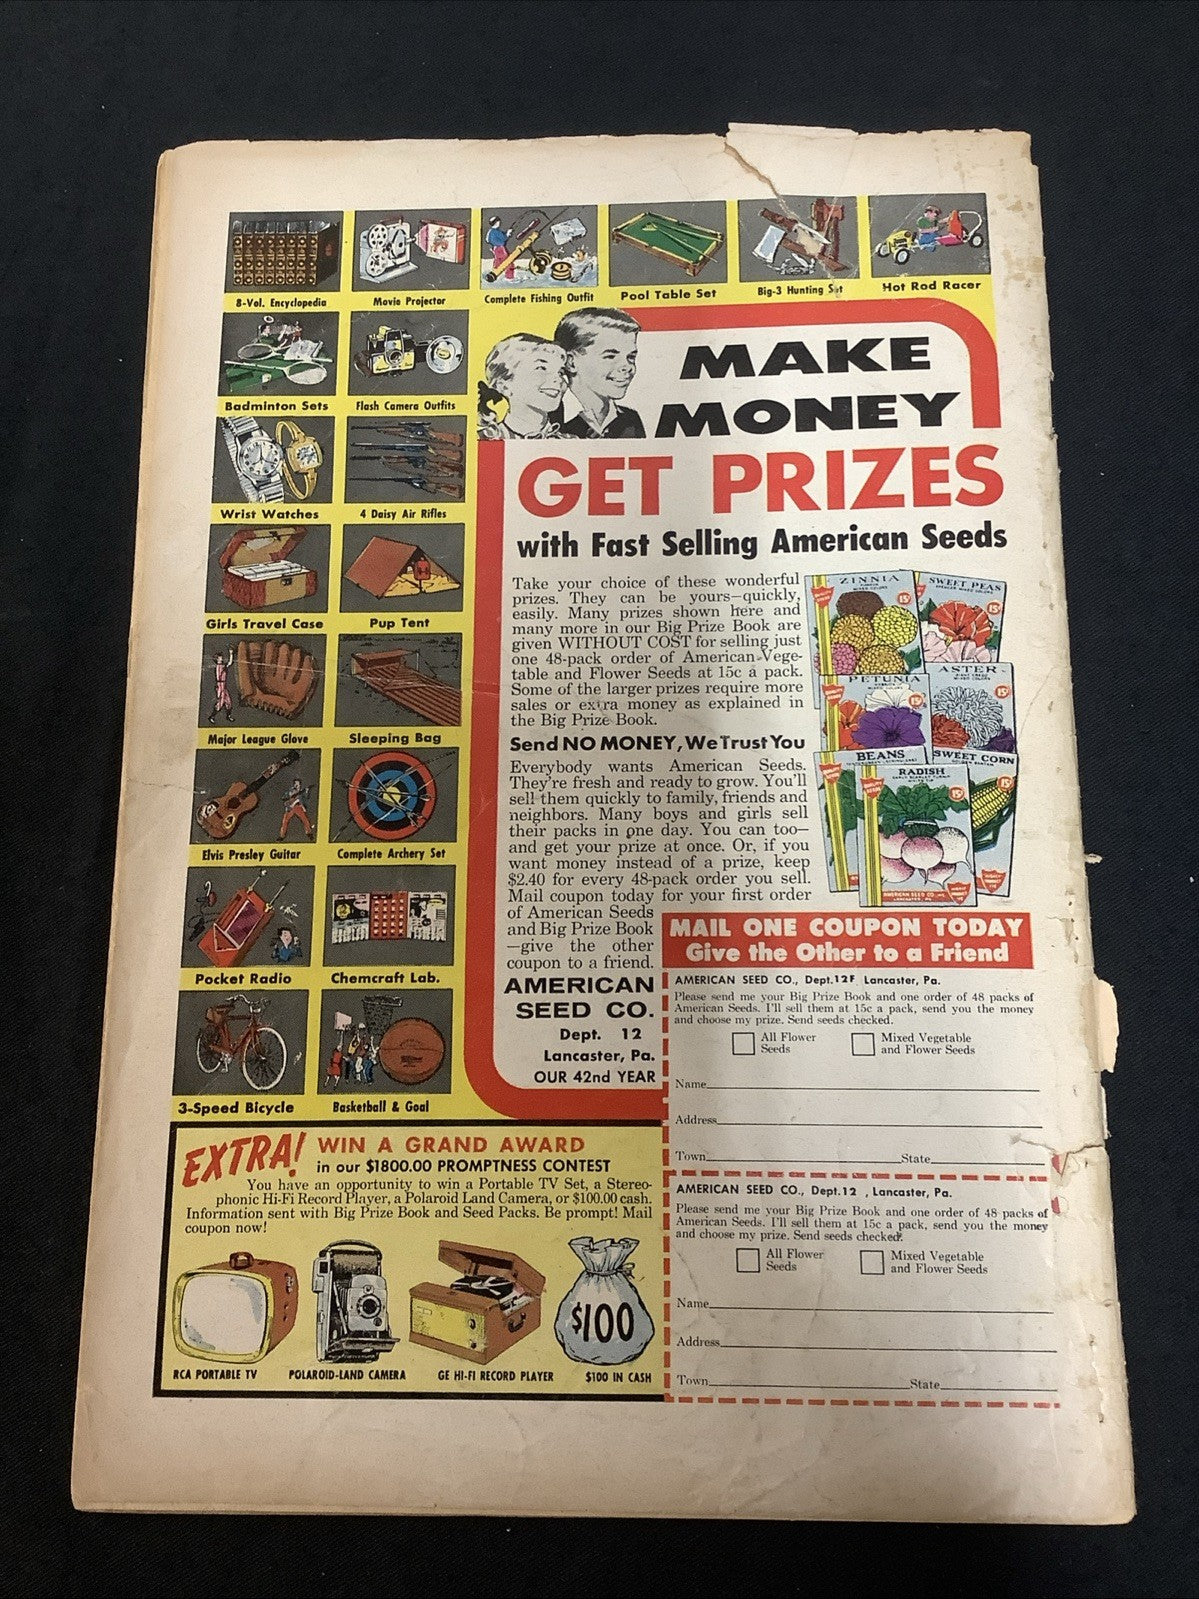 8-Vol. Encyclopedia
Movie Projector
Complete Fishing Outfit
Pool Table Set
Big-3 Hunting Set
Hot Rod Racer
Badminton Sets
Flash Camera Outfits
Wrist Watches
4 Daisy Air Rifles
Girls Travel Case
Pup Tent
Major League Glove
Sleeping Bag
Elvis Presley Guitar
Complete Archery Set
Pocket Radio
Chemcraft Lab.
3-Speed Bicycle
Basketball & Goal
MAKE
MONEY
GET PRIZES
with Fast Selling American Seeds
Take your choice of these wonderful
prizes. They can be yours—quickly,
easily. Many prizes shown here and
many more in our Big Prize Book are
given WITHOUT COST for selling just
one 48-pack order of American Vege-
table and Flower Seeds at 15c a pack.
Some of the larger prizes require more
sales or extra money as explained in
the Big Prize Book.
Send NO MONEY, We Trust You
Everybody wants American Seeds.
They're fresh and ready to grow. You'll
sell them quickly to family, friends and
neighbors. Many boys and girls sell
their packs in one day. You can too—
and get your prize at once. Or, if you
want money instead of a prize, keep
$2.40 for every 48-pack order you sell.
Mail coupon today for your first order
of American Seeds
and Big Prize Book
—give the other
coupon to a friend.
AMERICAN
SEED CO.
Dept. 12
Lancaster, Pa.
OUR 42nd YEAR
ZINNIA
15¢
SWEET PEAS
15¢
PETUNIA
ASTER
15¢
BEANS
SWEET CORN
15¢
RADISH
15¢
AMERICAN SEED CO., INC.
LANCASTER, PA.
MAIL ONE COUPON TODAY
Give the Other to a Friend
AMERICAN SEED CO., Dept. 12F Lancaster, Pa.
Please send me your Big Prize Book and one order of 48 packs of
American Seeds. I'll sell them at 15c a pack, send you the money
and choose my prize. Send seeds checked.
All Flower
Seeds
Mixed Vegetable
and Flower Seeds
Name
Address
Town State
AMERICAN SEED CO., Dept. 12 , Lancaster, Pa.
Please send me your Big Prize Book and one order of 48 packs of
American Seeds. I'll sell them at 15c a pack, send you the money
and choose my prize. Send seeds checked.
All Flower
Seeds
Mixed Vegetable
and Flower Seeds
Name
Address
Town State
EXTRA! WIN A GRAND AWARD
in our $1800.00 PROMPTNESS CONTEST
You have an opportunity to win a Portable TV Set, a Stereo-
phonic Hi-Fi Record Player, a Polaroid Land Camera, or $100.00 cash.
Information sent with Big Prize Book and Seed Packs. Be prompt! Mail
coupon now!
$100
RCA PORTABLE TV
POLAROID-LAND CAMERA
GE HI-FI RECORD PLAYER
$100 IN CASH